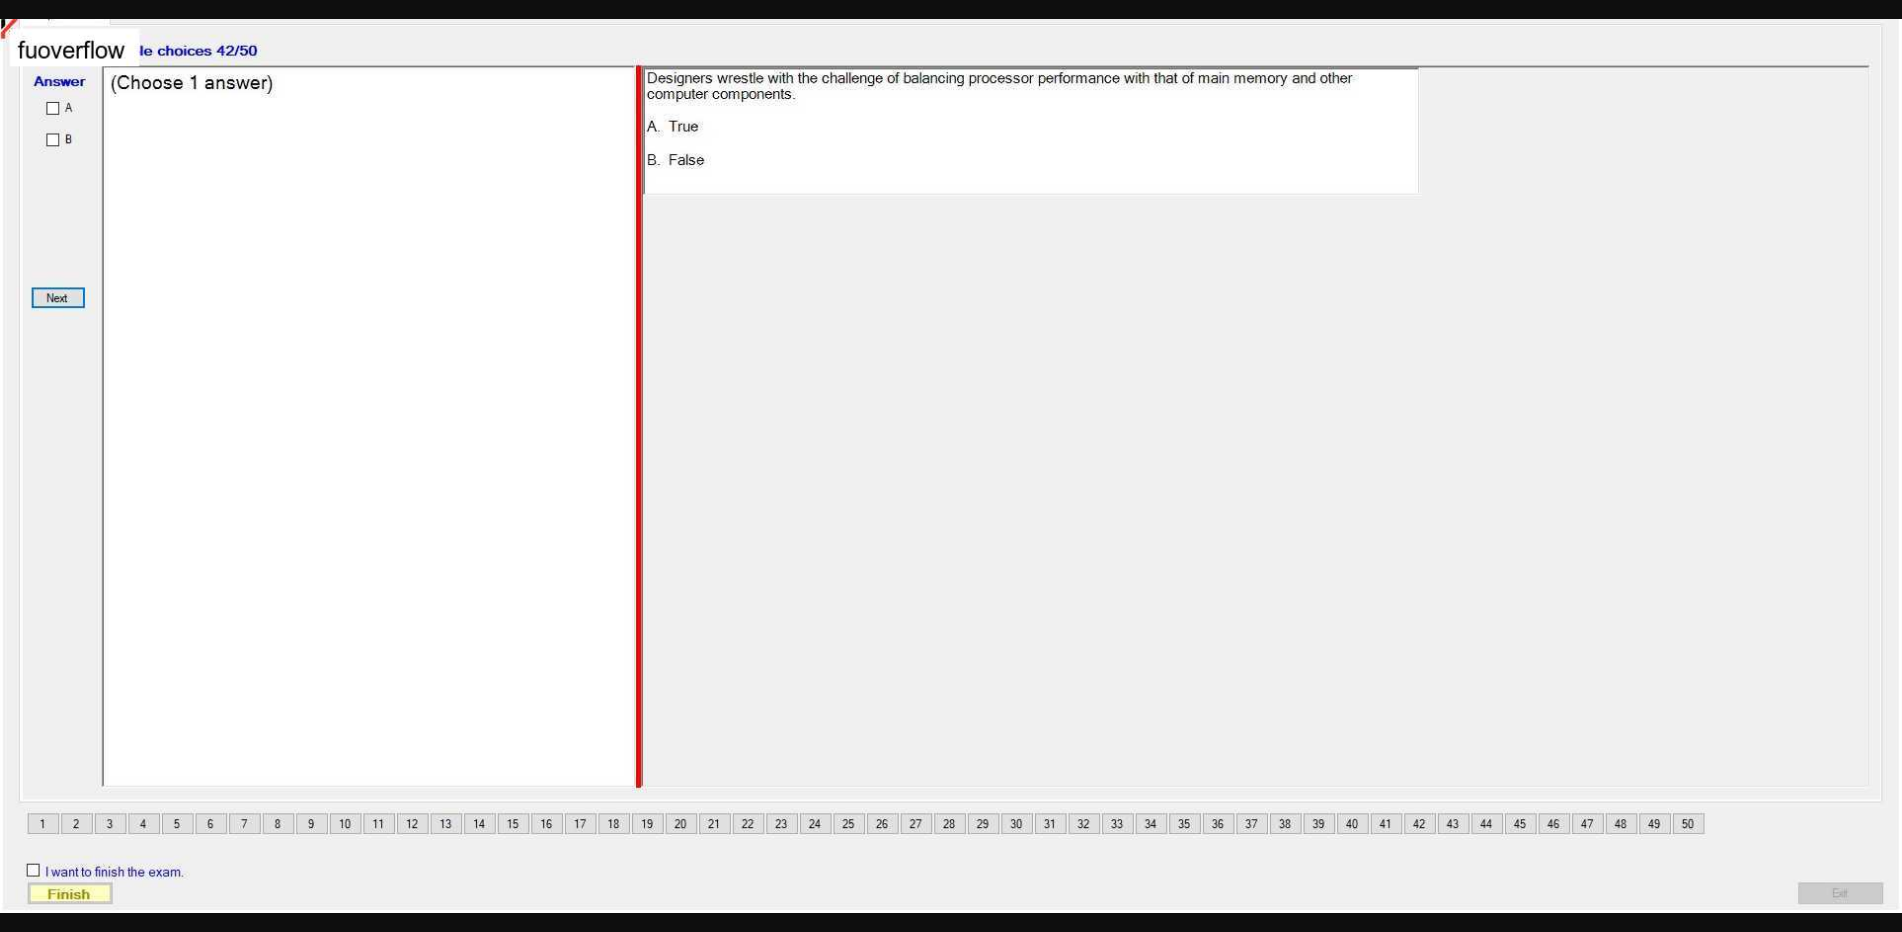 fuoverflow
le choices 42/50
Answer
(Choose 1 answer)
A
B
Next
Designers wrestle with the challenge of balancing processor performance with that of main memory and other
computer components.
A. True
B. False
1 2 3 4 5 6 7 8 9 10 11 12 13 14 15 16 17 18 19 20 21 22 23 24 25 26 27 28 29 30 31 32 33 34 35 36 37 38 39 40 41 42 43 44 45 46 47 48 49 50
I want to finish the exam.
Finish
Exit